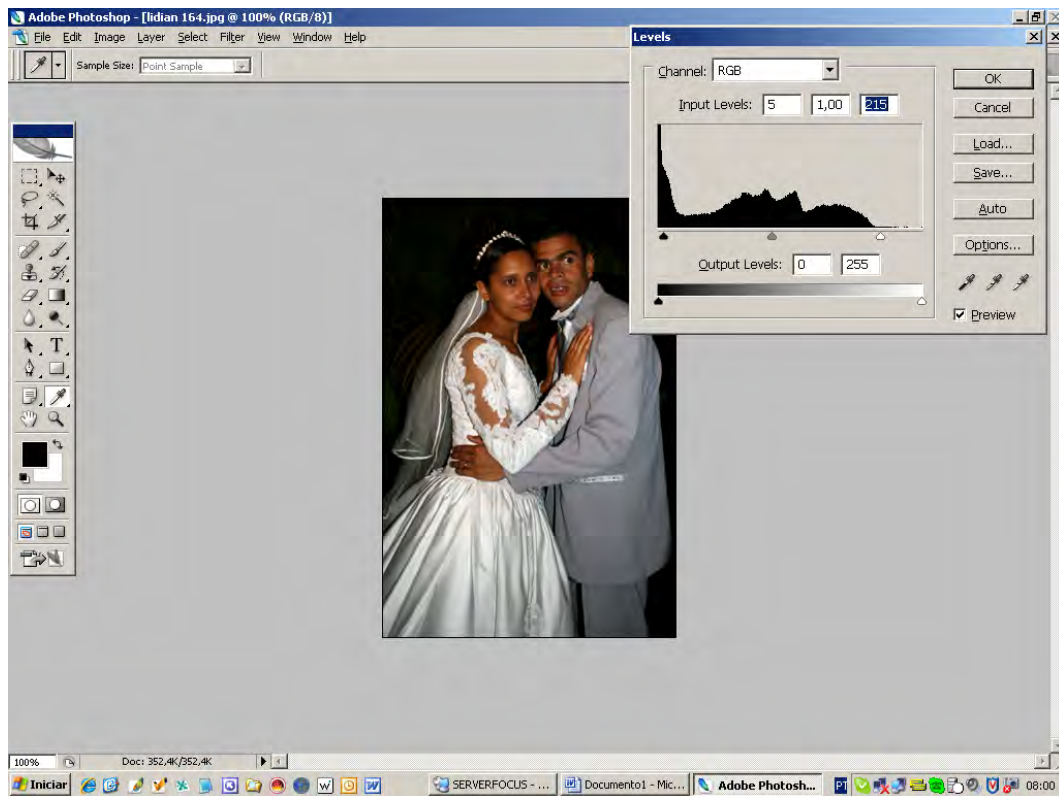 Adobe Photoshop - [lidian 164.jpg @ 100% (RGB/8)]
File Edit Image Layer Select Filter View Window Help
Sample Size: Point Sample
Levels
Channel: RGB
OK
Input Levels: 5 1,00 215
Cancel
Load...
Save...
Auto
Options...
Output Levels: 0 255
Preview
100% Doc: 352,4K/352,4K
Iniciar SERVERFOCUS - ... Documento1 - Mic... Adobe Photosh... PT 08:00